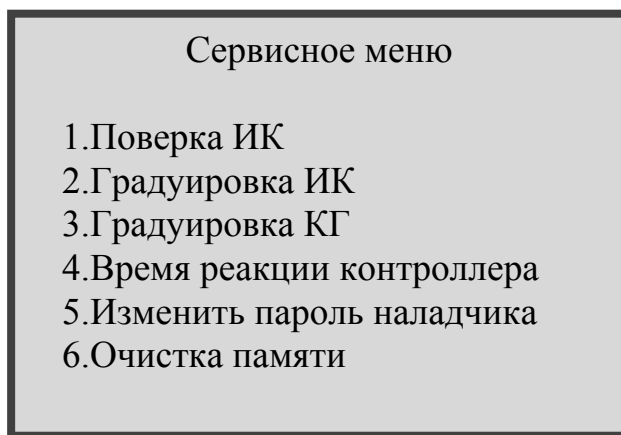 Сервисное меню
1.Поверка ИК
2.Градуировка ИК
3.Градуировка КГ
4.Время реакции контроллера
5.Изменить пароль наладчика
6.Очистка памяти